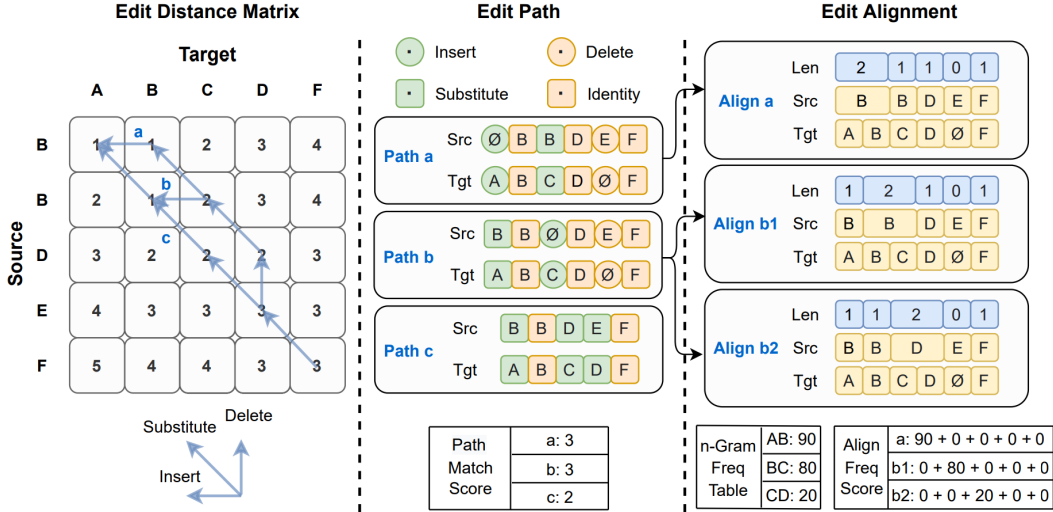 Edit Distance Matrix
Target
A B C D F
Source
B 1 1 2 3 4
B 2 1 2 3 4
D 3 2 2 2 3
E 4 3 3 3 3
F 5 4 4 3 3
a
b
c
Substitute
Delete
Insert
Edit Path
Insert
Delete
Substitute
Identity
Path a
Src Ø B B D E F
Tgt A B C D Ø F
Path b
Src B B Ø D E F
Tgt A B C D Ø F
Path c
Src B B D E F
Tgt A B C D F
Path Match Score
a: 3
b: 3
c: 2
Edit Alignment
Align a
Len 2 1 1 0 1
Src B B D E F
Tgt A B C D Ø F
Align b1
Len 1 2 1 0 1
Src B B D E F
Tgt A B C D Ø F
Align b2
Len 1 1 2 0 1
Src B B D E F
Tgt A B C D Ø F
n-Gram Freq Table
AB: 90
BC: 80
CD: 20
Align Freq Score
a: 90 + 0 + 0 + 0 + 0
b1: 0 + 80 + 0 + 0 + 0
b2: 0 + 0 + 20 + 0 + 0